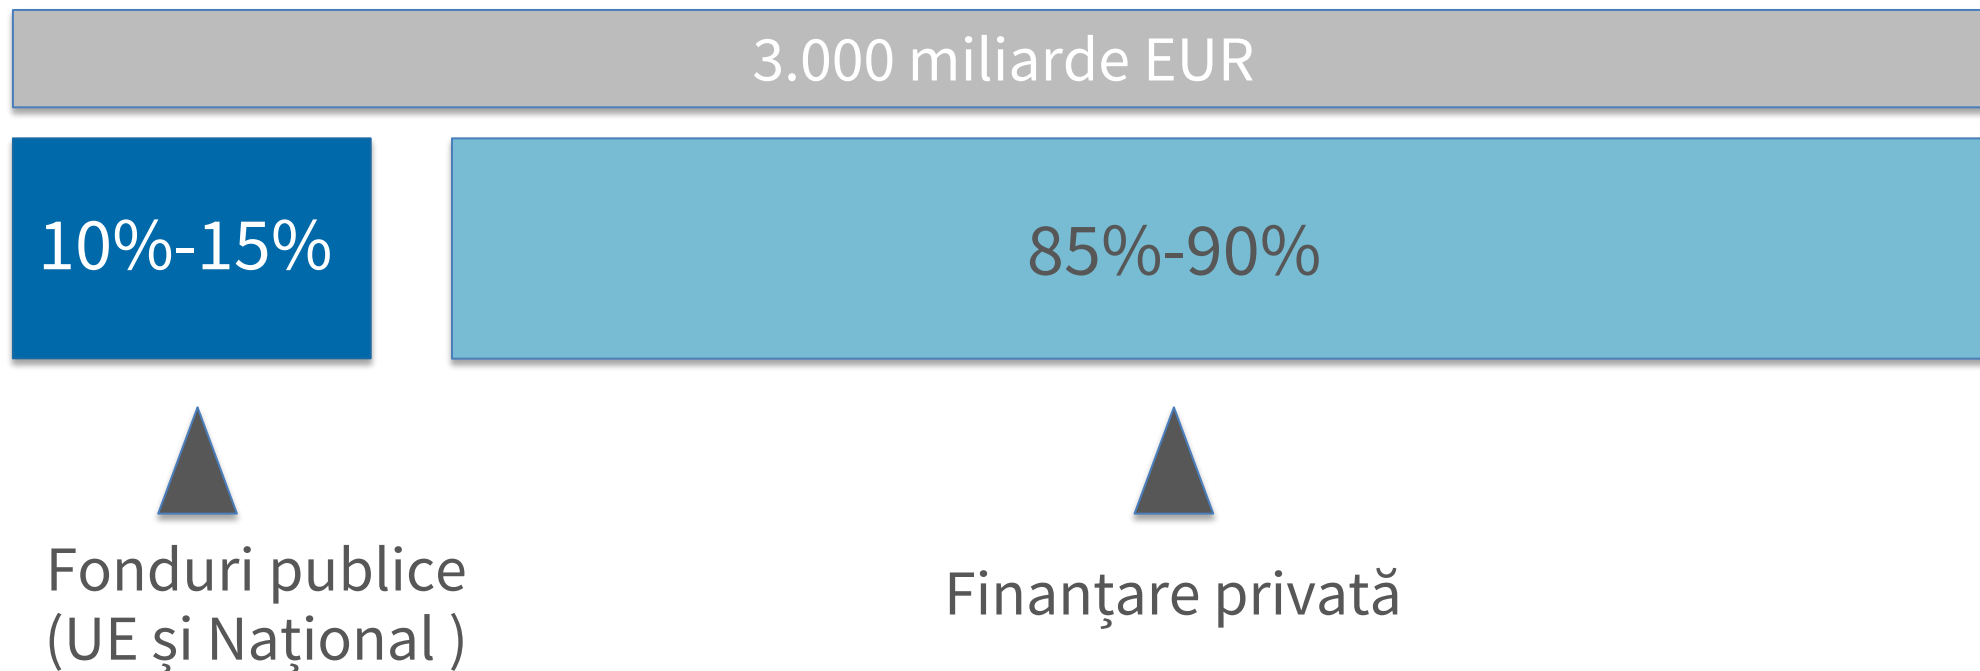 3.000 miliarde EUR
10%-15%
85%-90%
Fonduri publice
(UE și Național )
Finanțare privată